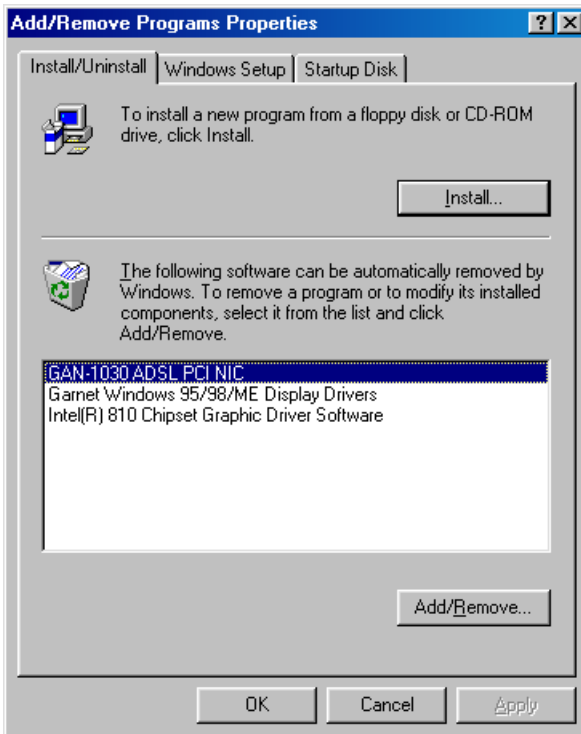 Add/Remove Programs Properties
Install/Uninstall
Windows Setup
Startup Disk
To install a new program from a floppy disk or CD-ROM
drive, click Install.
Install...
The following software can be automatically removed by
Windows. To remove a program or to modify its installed
components, select it from the list and click
Add/Remove.
GAN-1030 ADSL PCI NIC
Garnet Windows 95/98/ME Display Drivers
Intel(R) 810 Chipset Graphic Driver Software
Add/Remove...
OK
Cancel
Apply